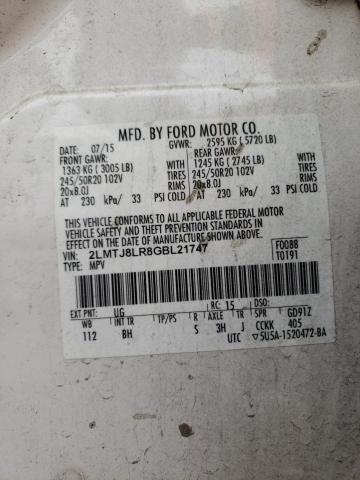 MFD. BY FORD MOTOR CO.
DATE: 07/15 GVWR: 2595 KG ( 5720 LB)
FRONT GAWR: REAR GAWR:
1363 KG ( 3005 LB) 1245 KG ( 2745 LB)
245/50R20 102V TIRES 245/50R20 102V TIRES
20x8.0J RIMS 20x8.0J RIMS
AT 230 kPa/ 33 PSI COLD AT 230 kPa/ 33 PSI COLD
THIS VEHICLE CONFORMS TO ALL APPLICABLE FEDERAL MOTOR
VEHICLE SAFETY AND THEFT PREVENTION STANDARDS IN
EFFECT ON THE DATE OF MANUFACTURE SHOWN ABOVE.
VIN: 2LMTJ8LR8GBL21747
TYPE: MPV
F0088
T0191
EXT PNT: UG RC: 15 DSO:
WB BRK INT TR TP/PS R AXLE TR SPR GD91Z
112 BH S 3H J CCKK 405
UTC ▽5U5A-1520472-BA